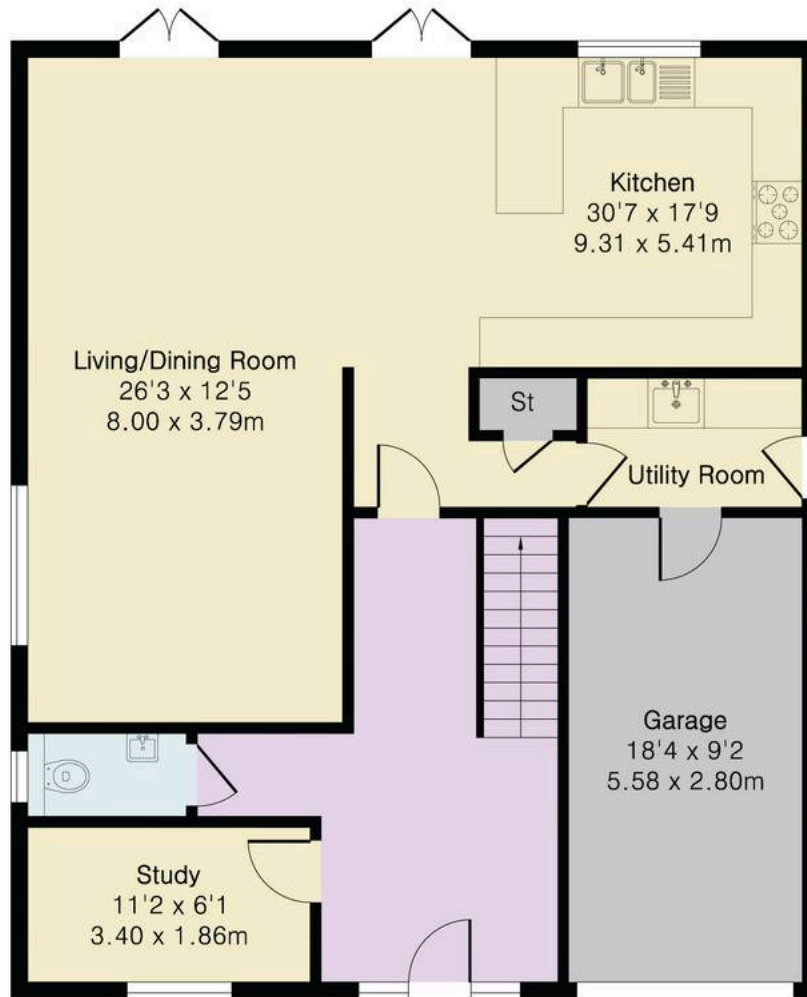 Kitchen
30'7 x 17'9
9.31 x 5.41m
Living/Dining Room
26'3 x 12'5
8.00 x 3.79m
St
Utility Room
Garage
18'4 x 9'2
5.58 x 2.80m
Study
11'2 x 6'1
3.40 x 1.86m